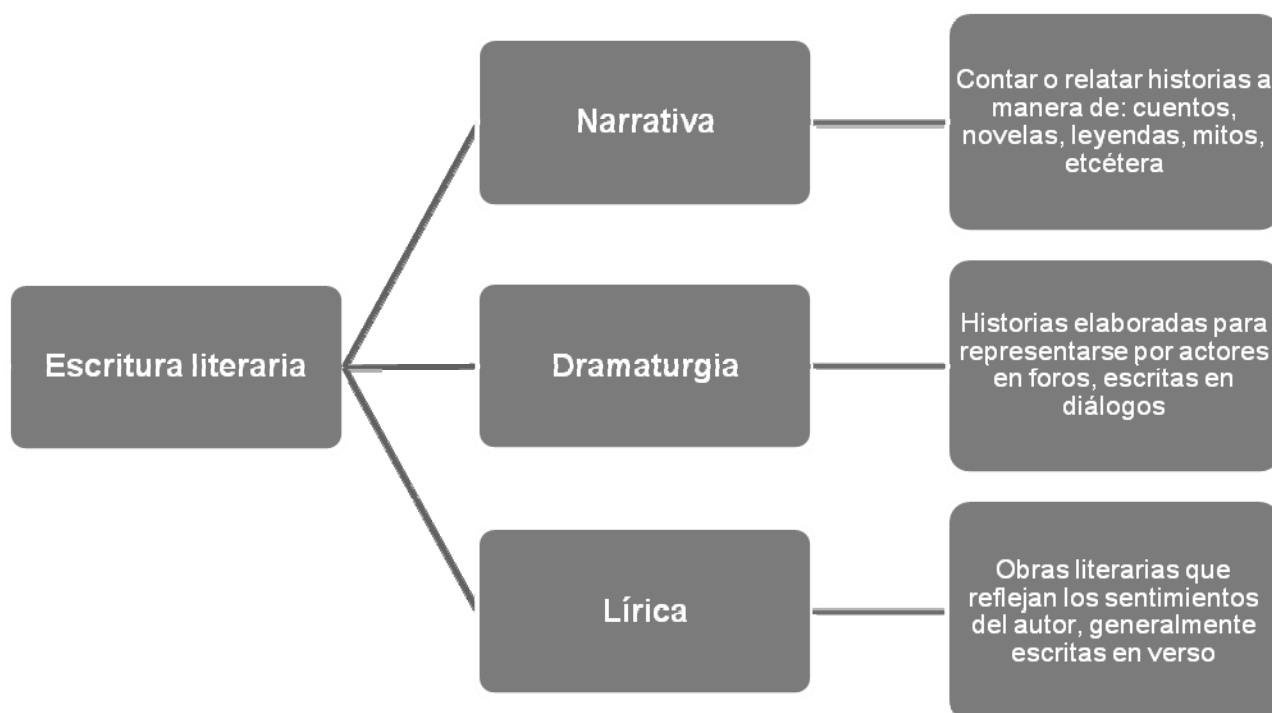 Escritura literaria
Narrativa
Contar o relatar historias a
manera de: cuentos,
novelas, leyendas, mitos,
etcétera
Dramaturgia
Historias elaboradas para
representarse por actores
en foros, escritas en
diálogos
Lírica
Obras literarias que
reflejan los sentimientos
del autor, generalmente
escritas en verso